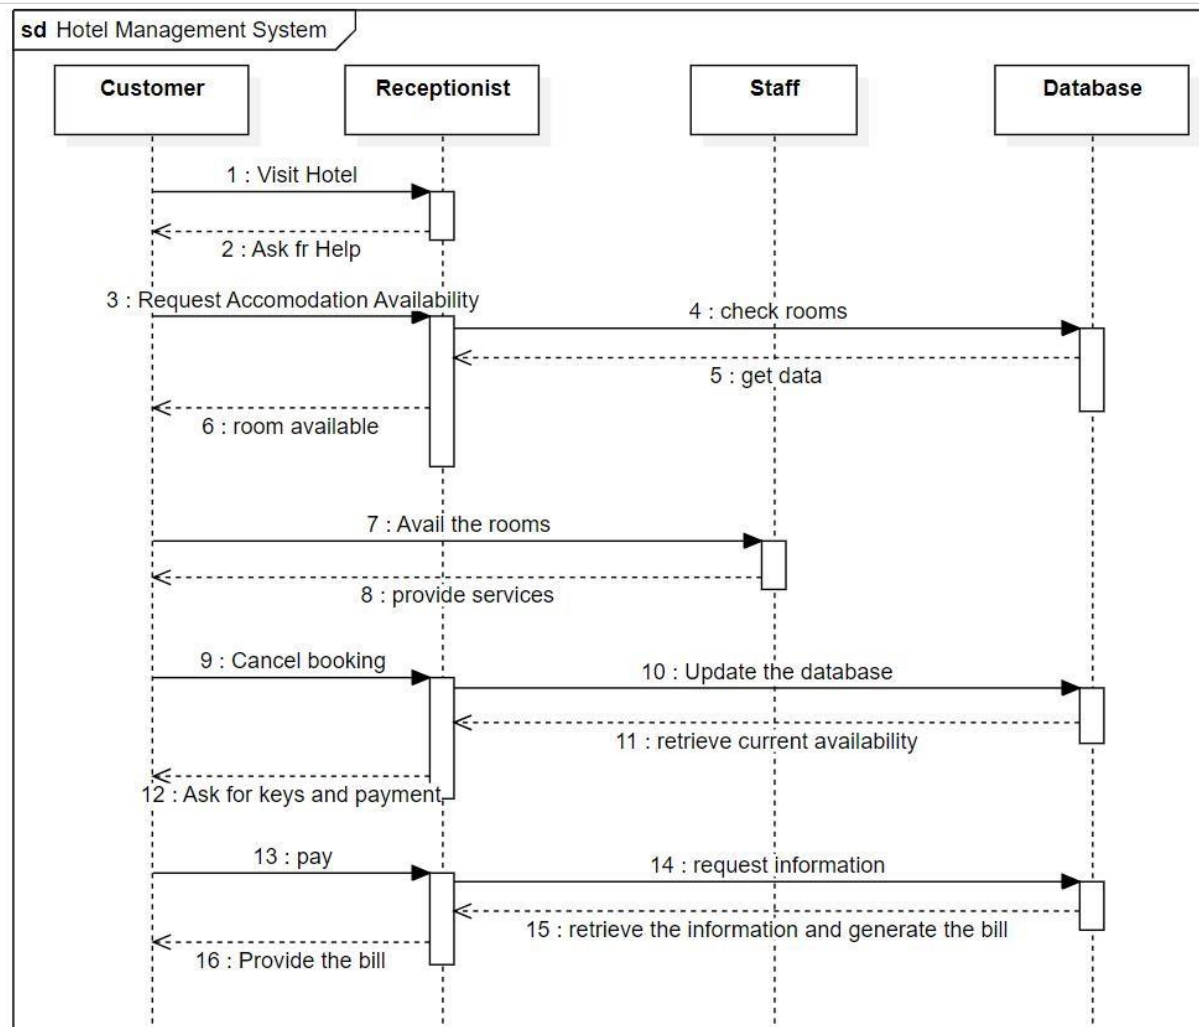 sd Hotel Management System
Customer
Receptionist
Staff
Database
1 : Visit Hotel
2 : Ask fr Help
3 : Request Accomodation Availability
4 : check rooms
5 : get data
6 : room available
7 : Avail the rooms
8 : provide services
9 : Cancel booking
10 : Update the database
11 : retrieve current availability
12 : Ask for keys and payment
13 : pay
14 : request information
15 : retrieve the information and generate the bill
16 : Provide the bill